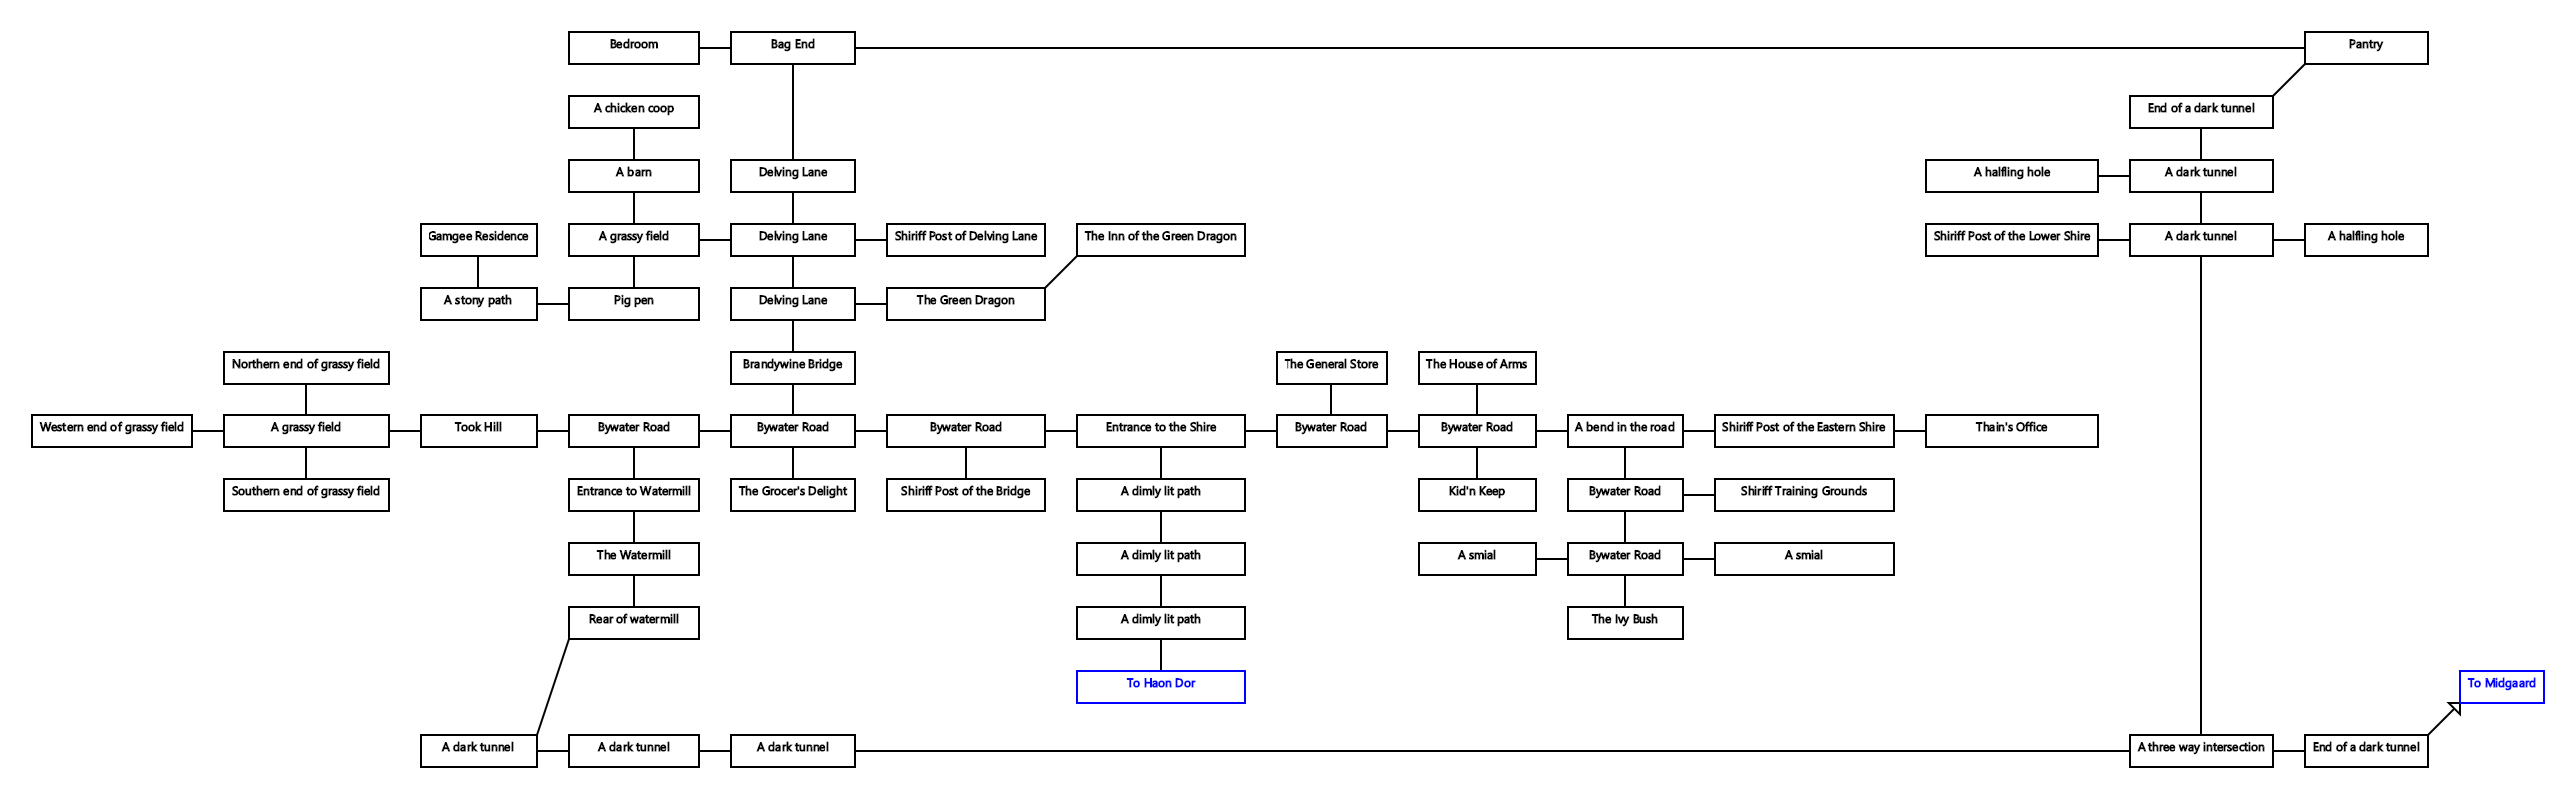 Bedroom
Bag End
Pantry
A chicken coop
End of a dark tunnel
A barn
Delving Lane
A halfling hole
A dark tunnel
Gamgee Residence
A grassy field
Delving Lane
Shiriff Post of Delving Lane
The Inn of the Green Dragon
Shiriff Post of the Lower Shire
A dark tunnel
A halfling hole
A stony path
Pig pen
Delving Lane
The Green Dragon
Northern end of grassy field
Brandywine Bridge
The General Store
The House of Arms
Western end of grassy field
A grassy field
Took Hill
Bywater Road
Bywater Road
Bywater Road
Entrance to the Shire
Bywater Road
Bywater Road
A bend in the road
Shiriff Post of the Eastern Shire
Thain's Office
Southern end of grassy field
Entrance to Watermill
The Grocer's Delight
Shiriff Post of the Bridge
A dimly lit path
Kid'n Keep
Bywater Road
Shiriff Training Grounds
The Watermill
A dimly lit path
A smial
Bywater Road
A smial
Rear of watermill
A dimly lit path
The Ivy Bush
To Haon Dor
To Midgaard
A dark tunnel
A dark tunnel
A dark tunnel
A three way intersection
End of a dark tunnel